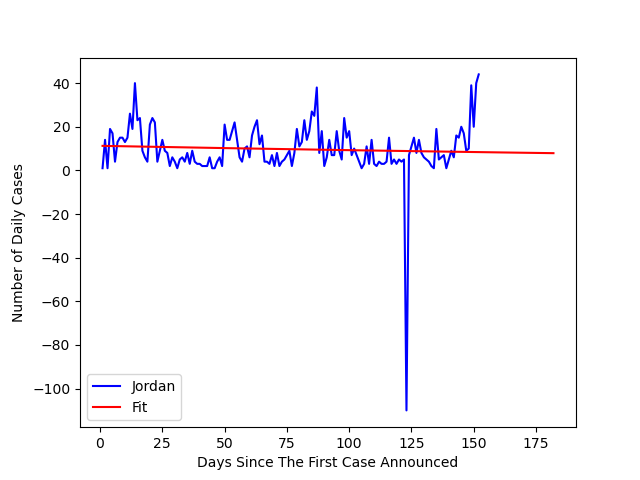 40
20
0
−20
−40
−60
−80
−100
Number of Daily Cases
Jordan
Fit
0 25 50 75 100 125 150 175
Days Since The First Case Announced